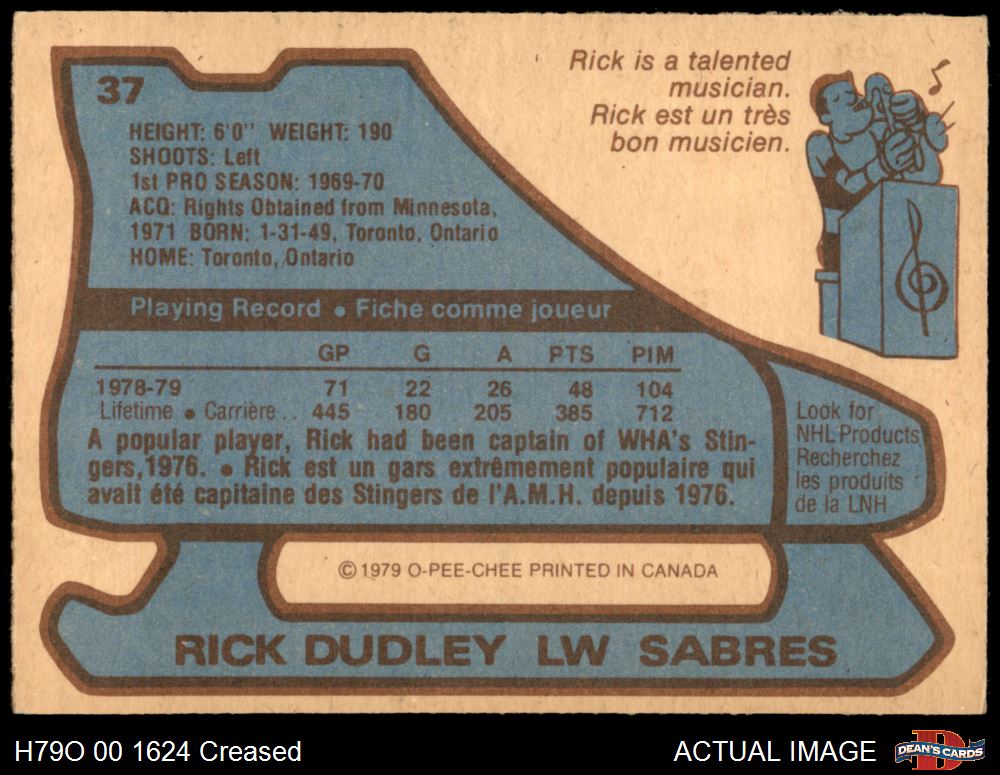 37
Rick is a talented
musician.
Rick est un très
bon musicien.
HEIGHT: 6'0" WEIGHT: 190
SHOOTS: Left
1st PRO SEASON: 1969-70
ACQ: Rights Obtained from Minnesota,
1971 BORN: 1-31-49, Toronto, Ontario
HOME: Toronto, Ontario
Playing Record • Fiche comme joueur
GP G A PTS PIM
1978-79 71 22 26 48 104
Lifetime • Carrière .. 445 180 205 385 712
A popular player, Rick had been captain of WHA's Stin-
gers, 1976. • Rick est un gars extrêmement populaire qui
avait été capitaine des Stingers de l'A.M.H. depuis 1976.
Look for
NHL Products
Recherchez
les produits
de la LNH
© 1979 O-PEE-CHEE PRINTED IN CANADA
RICK DUDLEY LW SABRES
H79O 00 1624 Creased
ACTUAL IMAGE
DEAN'S CARDS